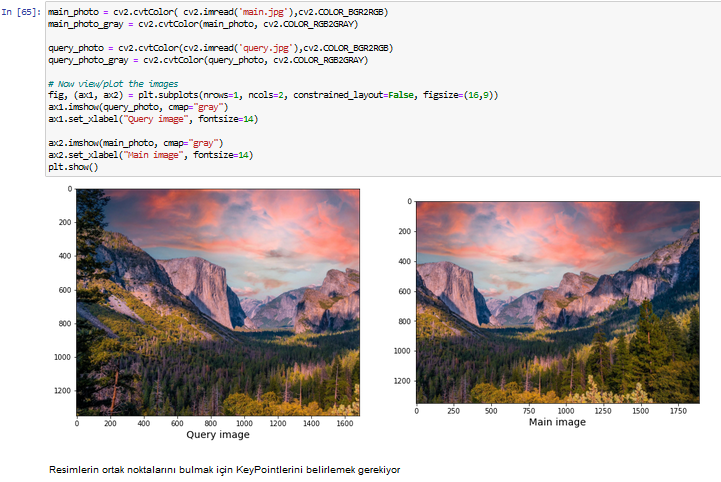 In [65]: main_photo = cv2.cvtColor( cv2.imread('main.jpg'),cv2.COLOR_BGR2RGB)
main_photo_gray = cv2.cvtColor(main_photo, cv2.COLOR_RGB2GRAY)
query_photo = cv2.cvtColor(cv2.imread('query.jpg'),cv2.COLOR_BGR2RGB)
query_photo_gray = cv2.cvtColor(query_photo, cv2.COLOR_RGB2GRAY)
# Now view/plot the images
fig, (ax1, ax2) = plt.subplots(nrows=1, ncols=2, constrained_layout=False, figsize=(16,9))
ax1.imshow(query_photo, cmap="gray")
ax1.set_xlabel("Query image", fontsize=14)
ax2.imshow(main_photo, cmap="gray")
ax2.set_xlabel("Main image", fontsize=14)
plt.show()
0
200
400
600
800
1000
1200
0 200 400 600 800 1000 1200 1400 1600
Query image
0
200
400
600
800
1000
1200
0 250 500 750 1000 1250 1500 1750
Main image
Resimlerin ortak noktalarını bulmak için KeyPointlerini belirlemek gerekiyor